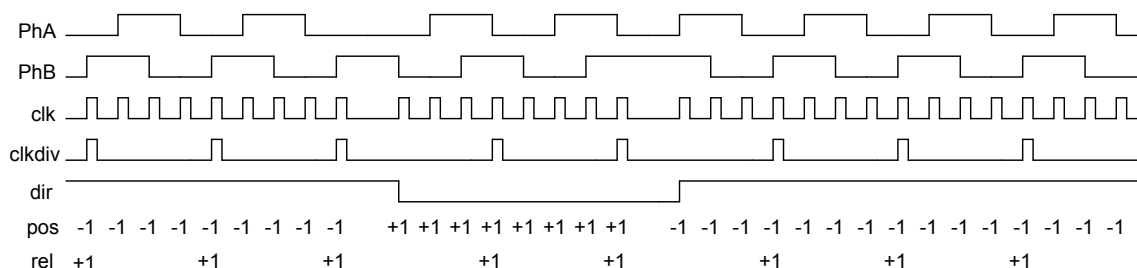 PhA
PhB
clk
clkdiv
dir
pos -1 -1 -1 -1 -1 -1 -1 -1 -1 +1 +1 +1 +1 +1 +1 +1 +1 -1 -1 -1 -1 -1 -1 -1 -1 -1 -1 -1 -1 -1 -1 -1
rel +1 +1 +1 +1 +1 +1 +1 +1